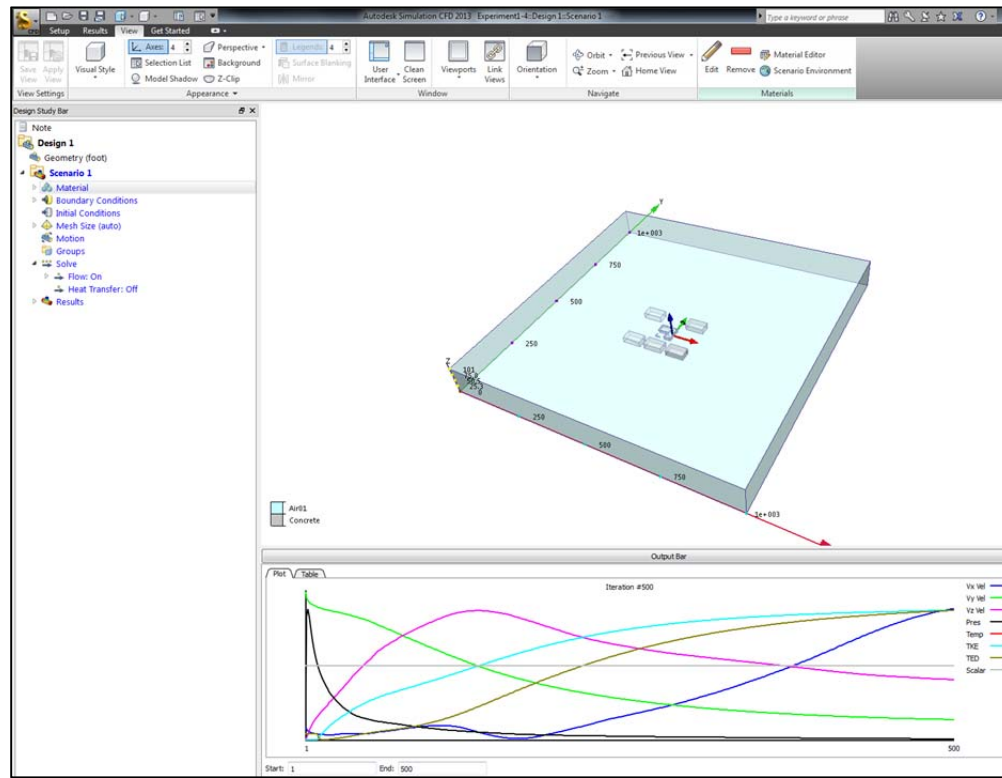 Autodesk Simulation CFD 2013 Experiment1-4::Design 1::Scenario 1
Type a keyword or phrase
CFD
Setup Results View Get Started
Save View
Apply View
Visual Style
Axes: 4
Selection List
Model Shadow
Perspective
Background
Z-Clip
Legends 4
Surface Blanking
Mirror
User Interface
Clean Screen
Viewports
Link Views
Orientation
Orbit
Zoom
Previous View
Home View
Edit
Remove
Material Editor
Scenario Environment
View Settings
Appearance
Window
Navigate
Materials
Design Study Bar
Note
Design 1
Geometry (foot)
Scenario 1
Material
Boundary Conditions
Initial Conditions
Mesh Size (auto)
Motion
Groups
Solve
Flow: On
Heat Transfer: Off
Results
Y
1e+003
750
500
250
Z
101
0
250
500
750
1e+003
Air01
Concrete
Output Bar
Plot Table
Iteration #500
Vx Vel
Vy Vel
Vz Vel
Pres
Temp
TKE
TED
Scalar
1
500
Start: 1 End: 500